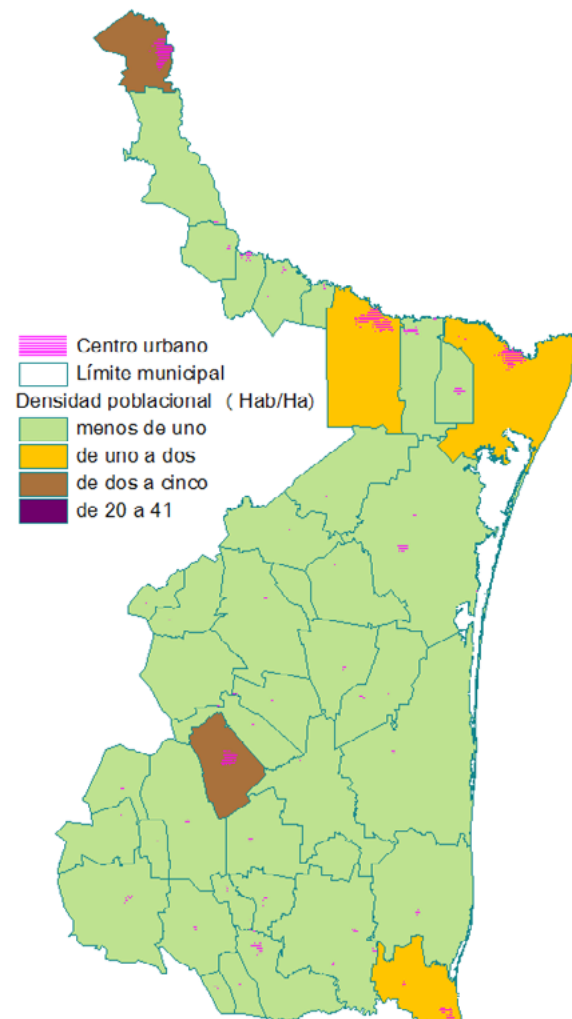 Centro urbano
Límite municipal
Densidad poblacional ( Hab/Ha)
menos de uno
de uno a dos
de dos a cinco
de 20 a 41